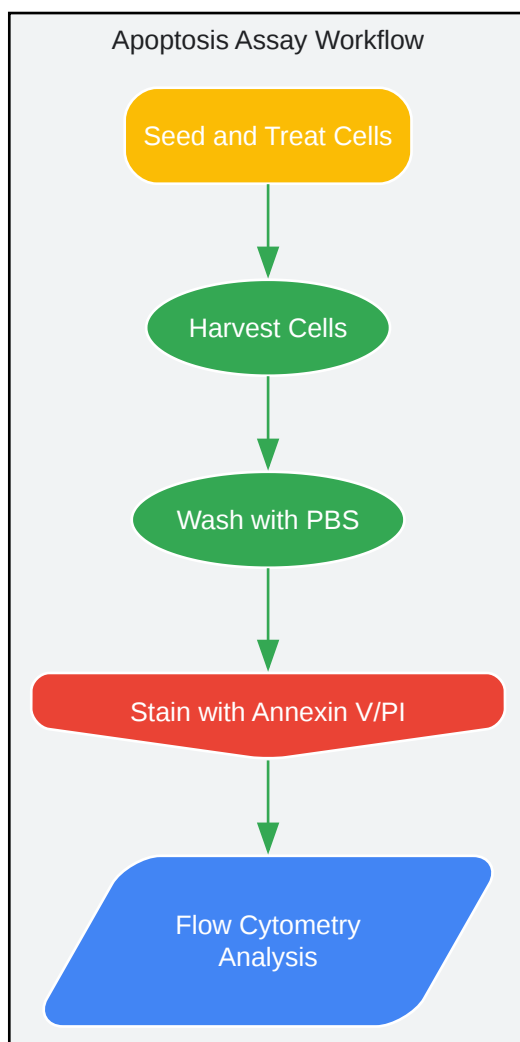 Apoptosis Assay Workflow
Seed and Treat Cells
Harvest Cells
Wash with PBS
Stain with Annexin V/PI
Flow Cytometry
Analysis